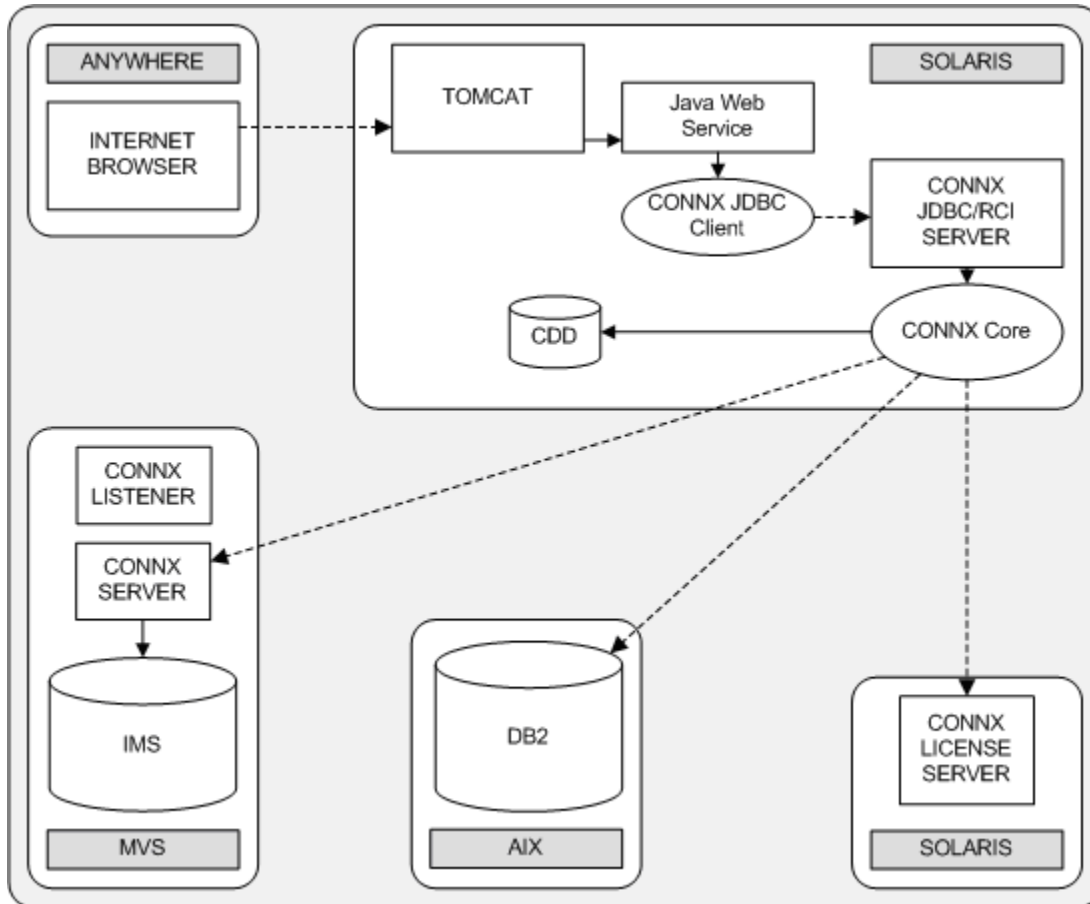 ANYWHERE
INTERNET
BROWSER
TOMCAT
Java Web
Service
SOLARIS
CONNX JDBC
Client
CONNX
JDBC/RCI
SERVER
CDD
CONNX Core
CONNX
LISTENER
CONNX
SERVER
IMS
MVS
DB2
AIX
CONNX
LICENSE
SERVER
SOLARIS